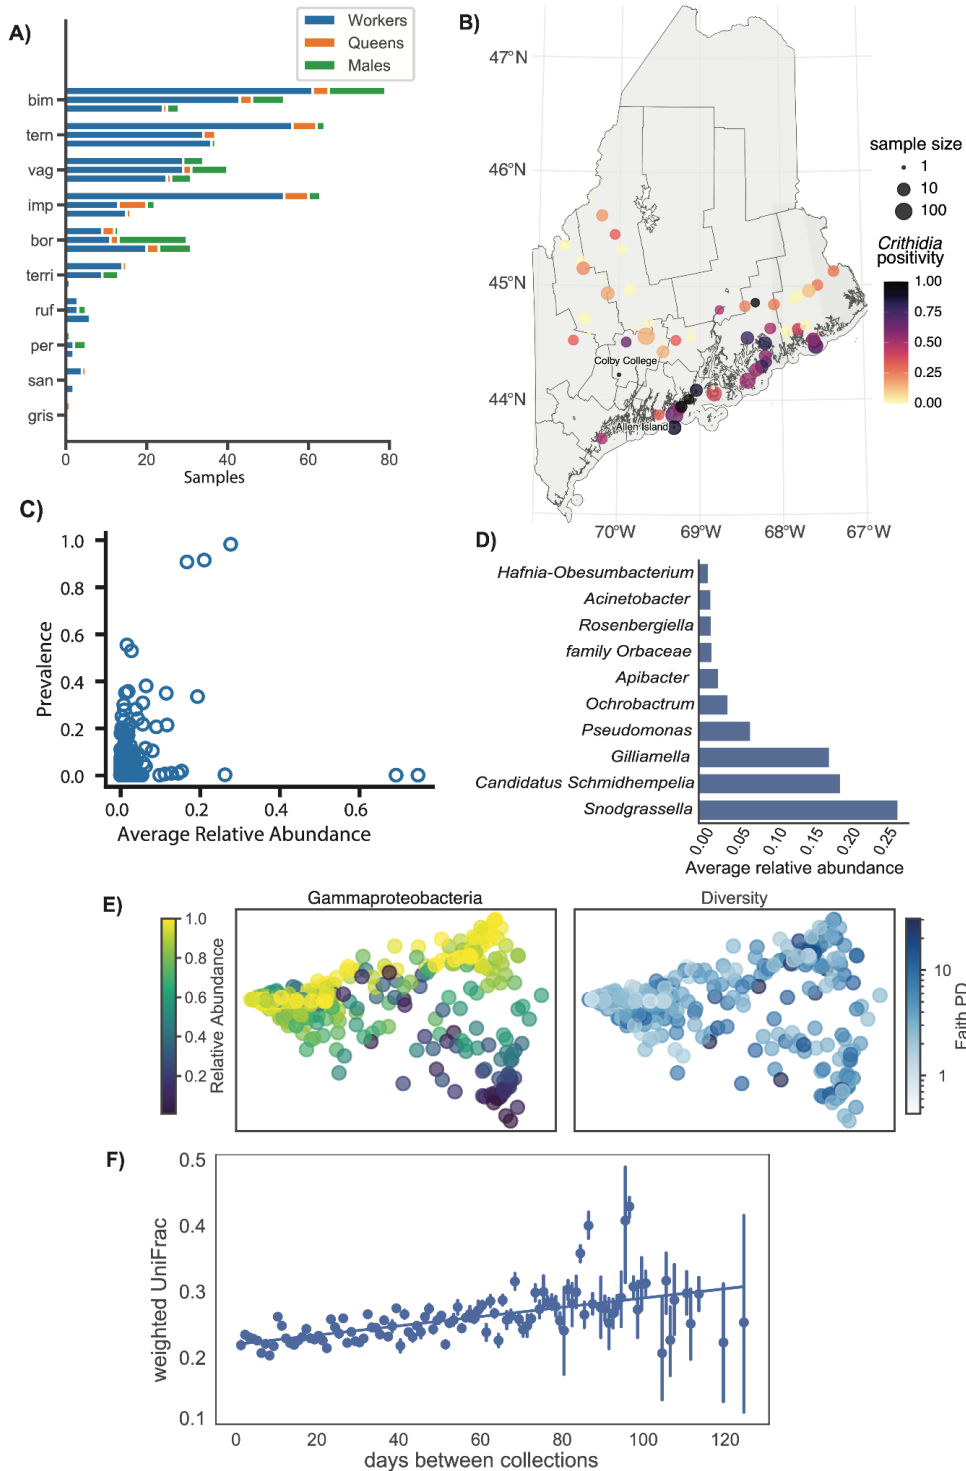 A)
Workers
Queens
Males
bim
tern
vag
imp
bor
terri
ruf
per
san
gris
0 20 40 60 80
Samples
B)
47°N
46°N
45°N
44°N
70°W 69°W 68°W 67°W
Colby College
Allen Island
sample size
1
10
100
Crithidia
positivity
1.00
0.75
0.50
0.25
0.00
C)
Prevalence
1.0
0.8
0.6
0.4
0.2
0.0
0.0 0.2 0.4 0.6
Average Relative Abundance
D)
Hafnia-Obesumbacterium
Acinetobacter
Rosenbergiella
family Orbaceae
Apibacter
Ochrobactrum
Pseudomonas
Gilliamella
Candidatus Schmidhempelia
Snodgrassella
0.00 0.05 0.10 0.15 0.20 0.25
Average relative abundance
E)
1.0
0.8
0.6
0.4
0.2
Relative Abundance
Gammaproteobacteria
Diversity
10
1
Faith PD
F)
weighted UniFrac
0.5
0.4
0.3
0.2
0.1
0 20 40 60 80 100 120
days between collections